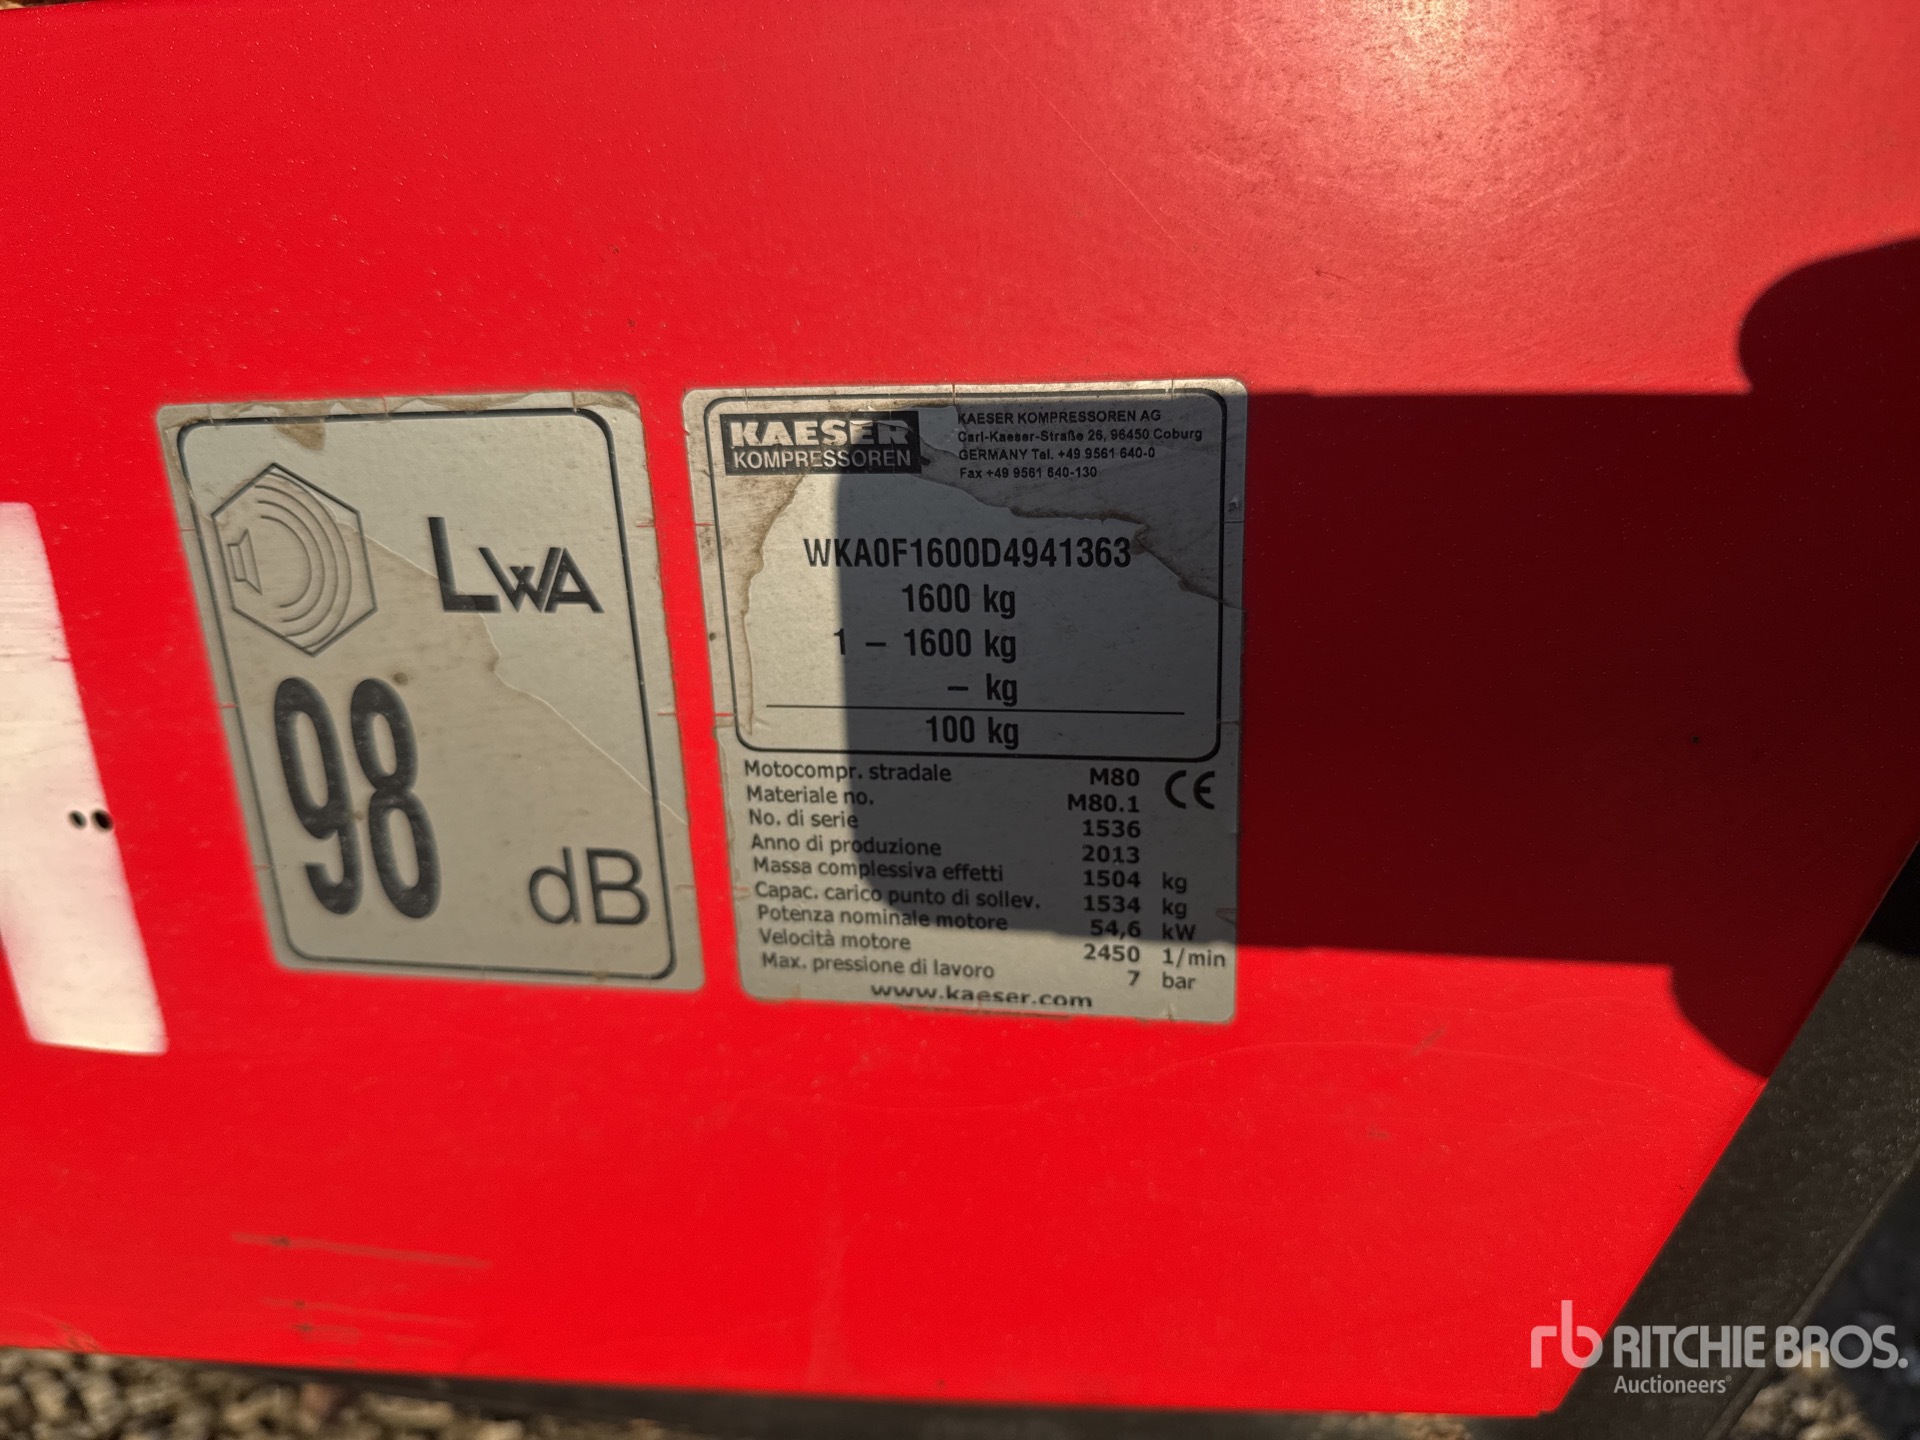 LWA
98
dB
KAESER
KOMPRESSOREN
KAESER KOMPRESSOREN AG
Carl-Kaeser-Straße 26, 96450 Coburg
GERMANY Tel. +49 9561 640-0
Fax +49 9561 640-130
WKA0F1600D4941363
1600 kg
1 – 1600 kg
– kg
100 kg
Motocompr. stradale M80 CE
Materiale no. M80.1
No. di serie 1536
Anno di produzione 2013
Massa complessiva effetti 1504 kg
Capac. carico punto di sollev. 1534 kg
Potenza nominale motore 54,6 kW
Velocità motore 2450 1/min
Max. pressione di lavoro 7 bar
www.kaeser.com
rb RITCHIE BROS.
Auctioneers